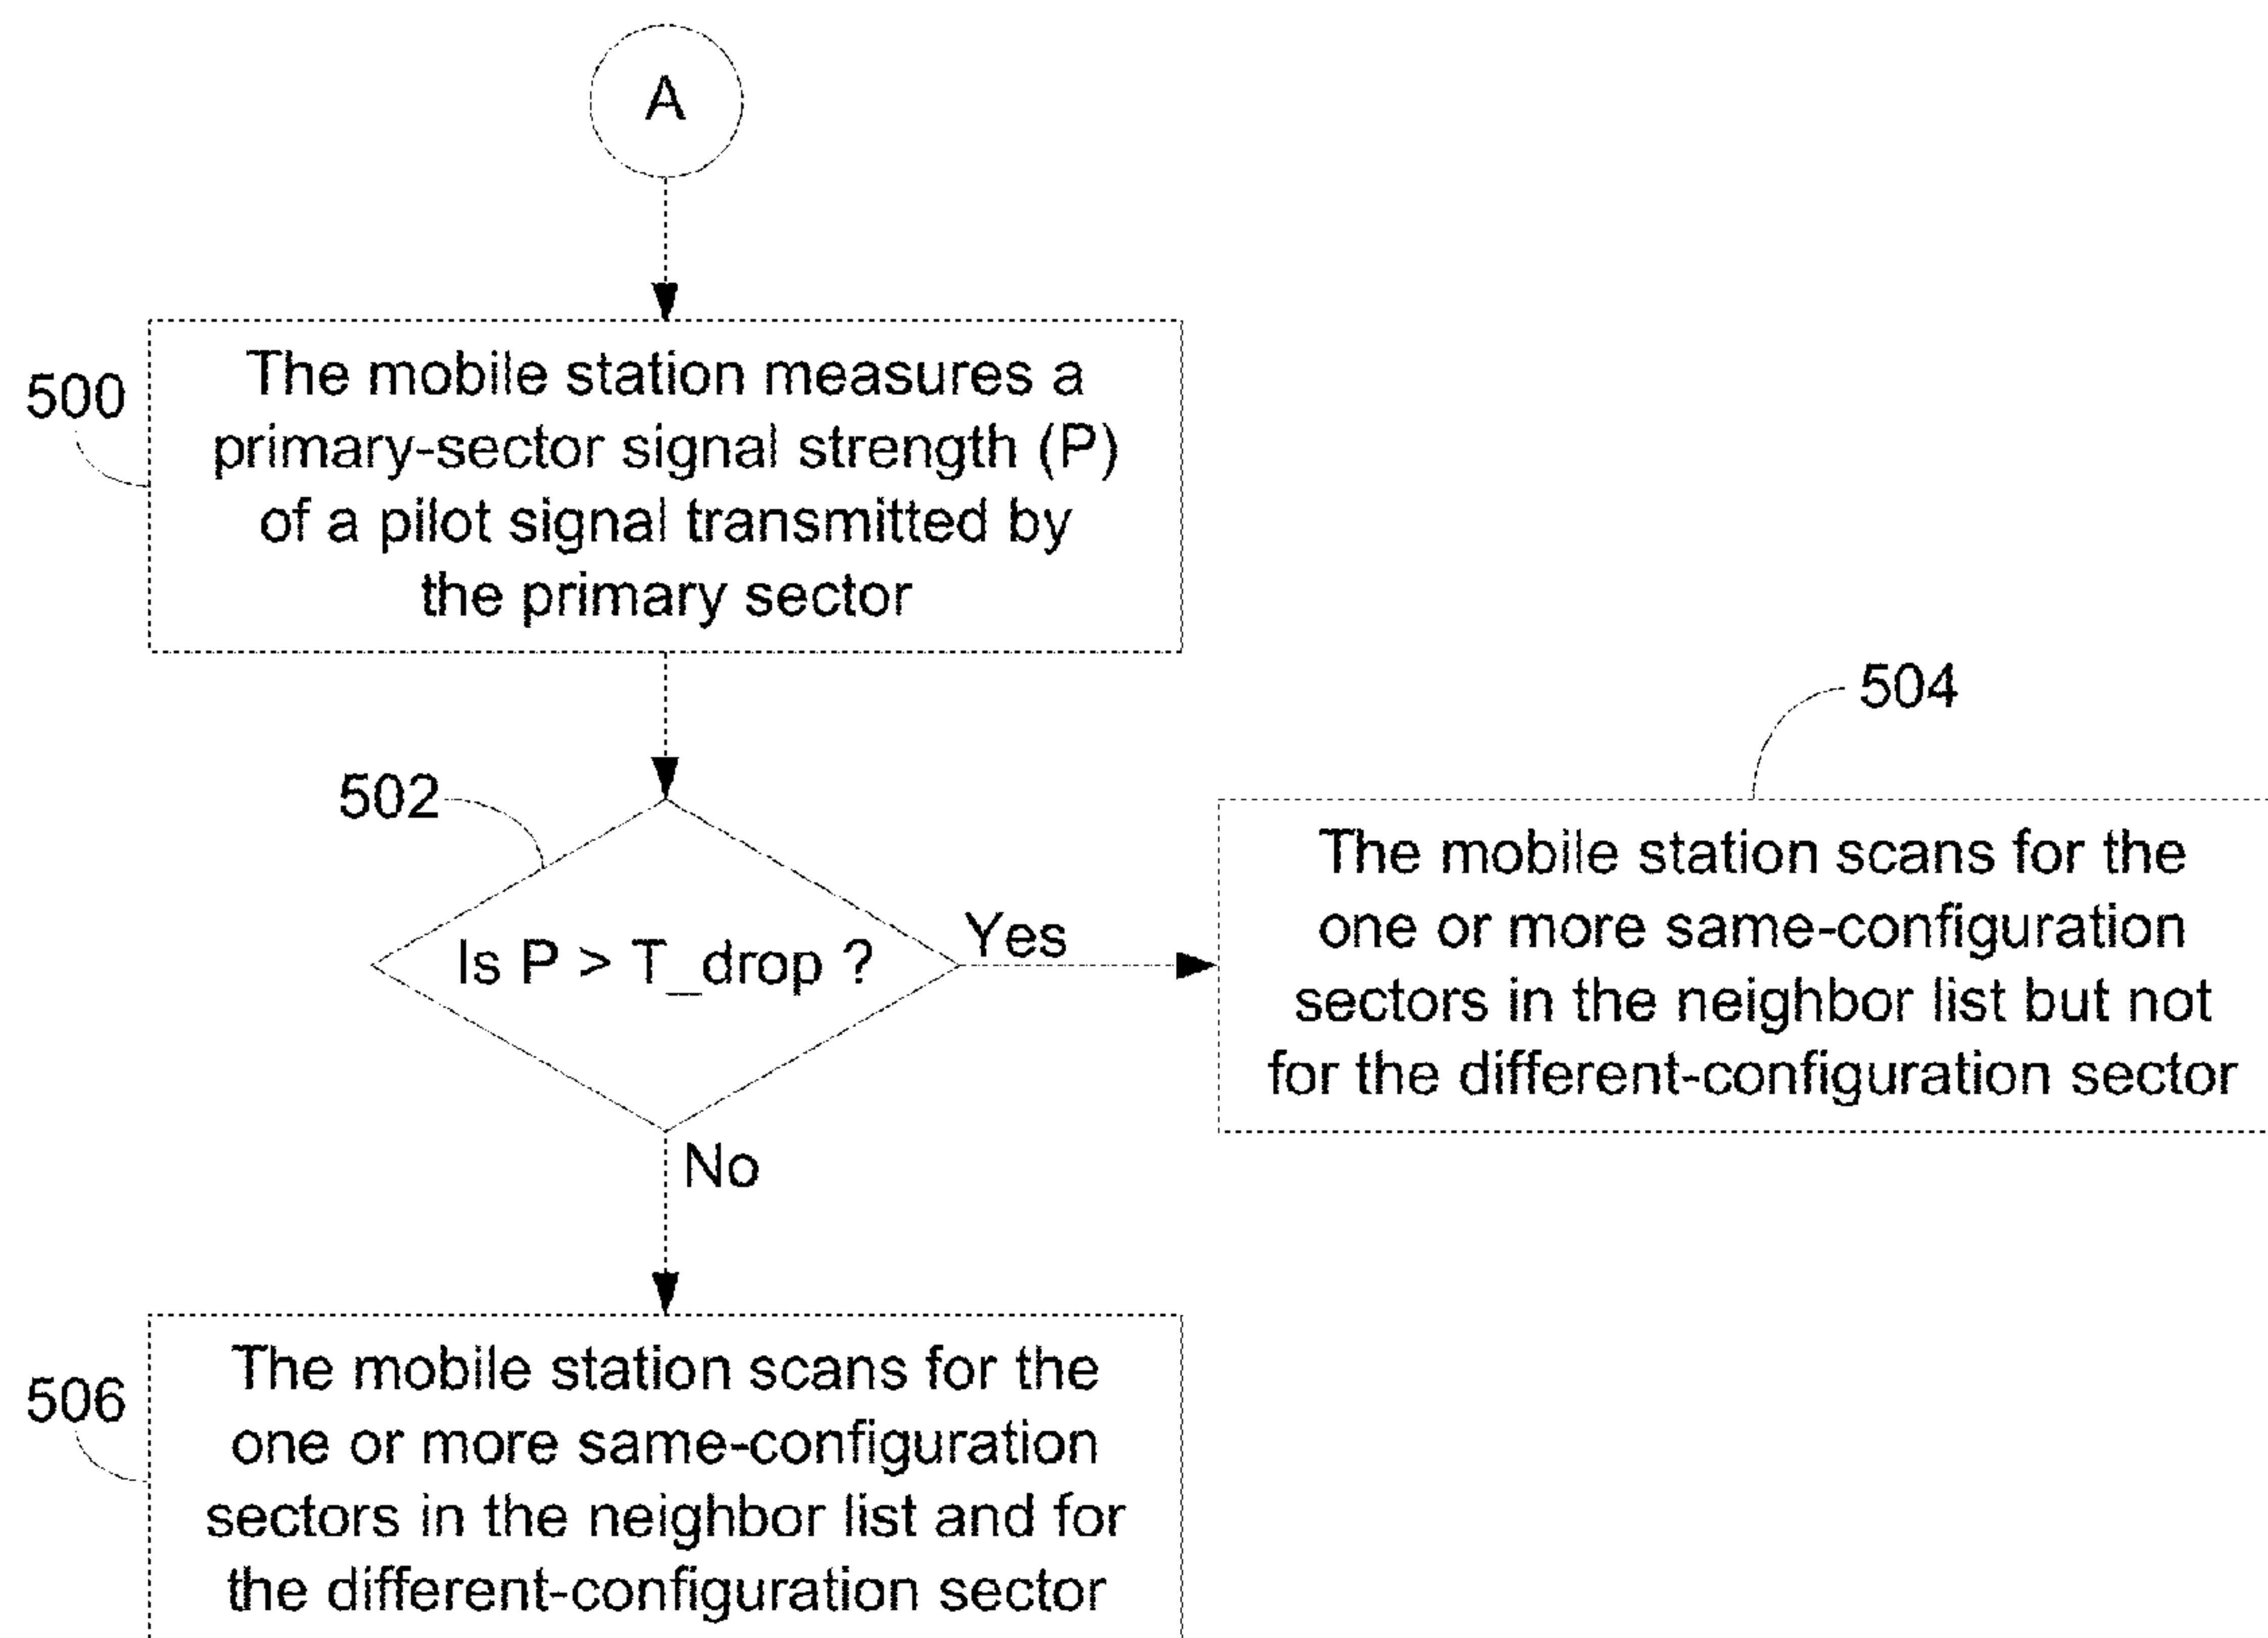 A
500
The mobile station measures a
primary-sector signal strength (P)
of a pilot signal transmitted by
the primary sector
502
Is P > T_drop ?
Yes
504
The mobile station scans for the
one or more same-configuration
sectors in the neighbor list but not
for the different-configuration sector
No
506
The mobile station scans for the
one or more same-configuration
sectors in the neighbor list and for
the different-configuration sector